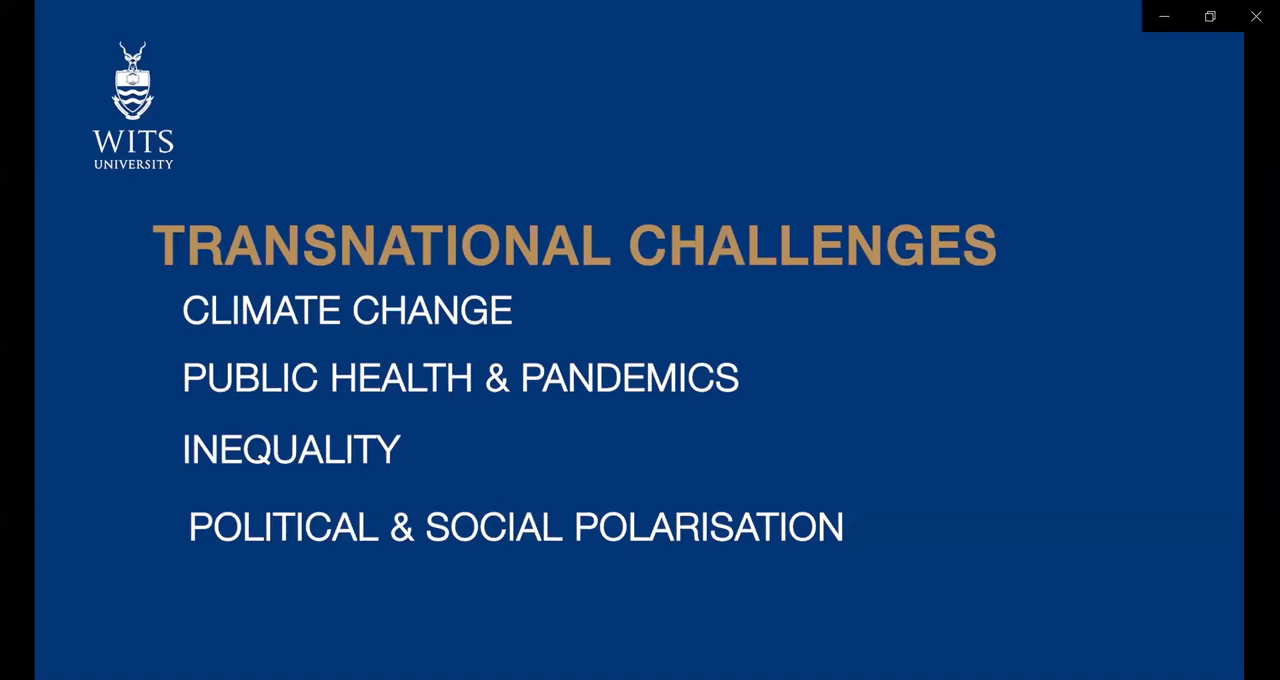 WITS
UNIVERSITY
TRANSNATIONAL CHALLENGES
CLIMATE CHANGE
PUBLIC HEALTH & PANDEMICS
INEQUALITY
POLITICAL & SOCIAL POLARISATION